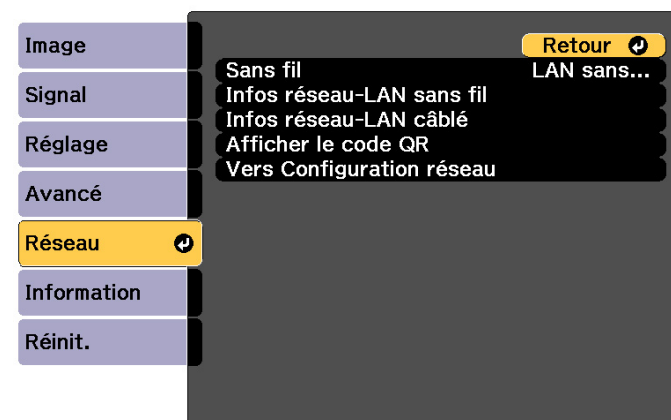 Image
Signal
Réglage
Avancé
Réseau
Information
Réinit.
Retour
Sans fil LAN sans...
Infos réseau-LAN sans fil
Infos réseau-LAN câblé
Afficher le code QR
Vers Configuration réseau